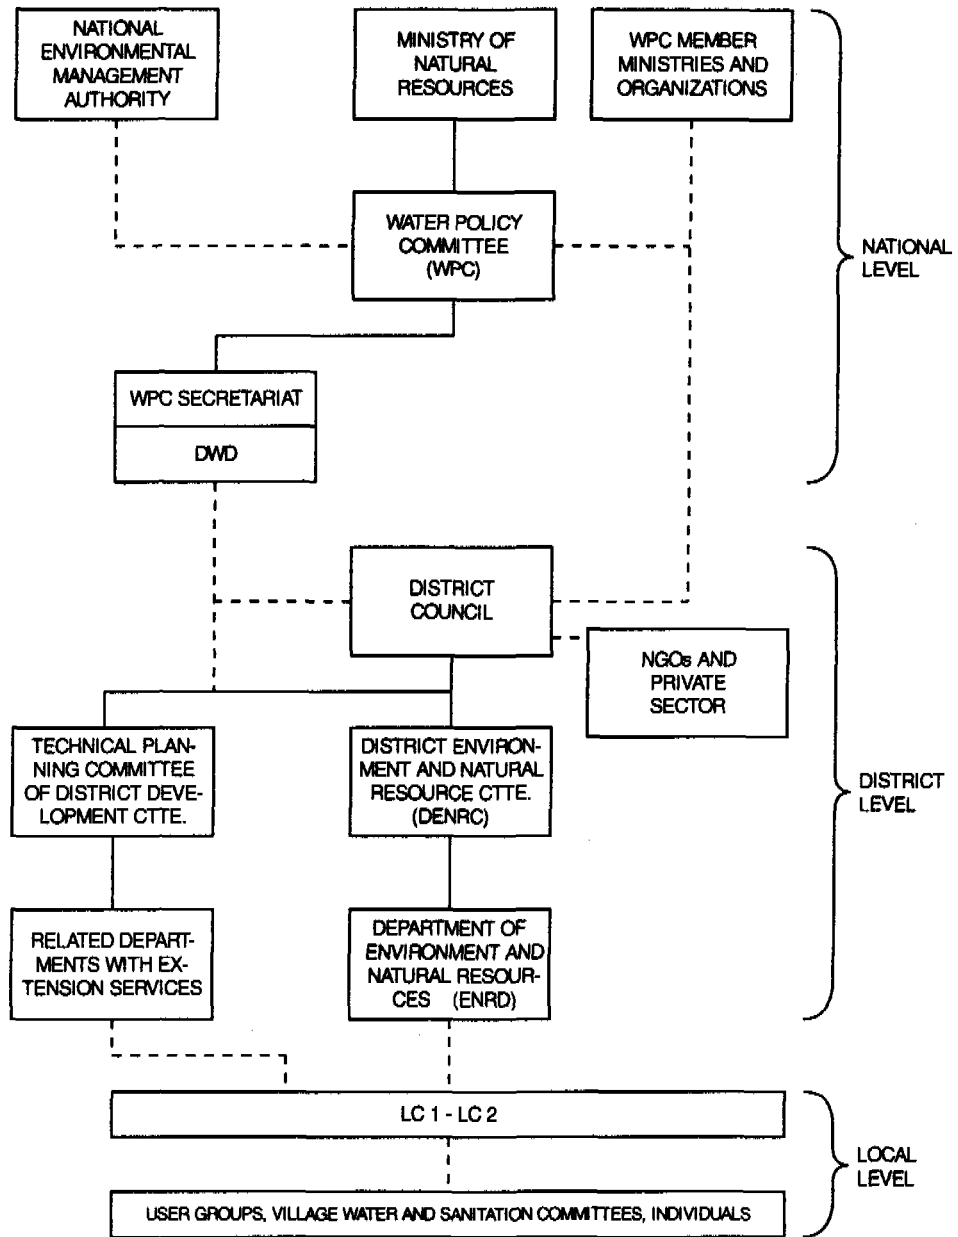 NATIONAL
ENVIRONMENTAL
MANAGEMENT
AUTHORITY
MINISTRY OF
NATURAL
RESOURCES
WPC MEMBER
MINISTRIES AND
ORGANIZATIONS
WATER POLICY
COMMITTEE
(WPC)
NATIONAL
LEVEL
WPC SECRETARIAT
DWD
DISTRICT
COUNCIL
NGOs AND
PRIVATE
SECTOR
TECHNICAL PLAN-
NING COMMITTEE
OF DISTRICT DEVE-
LOPMENT CTTE.
DISTRICT ENVIRON-
MENT AND NATURAL
RESOURCE CTTE.
(DENRC)
DISTRICT
LEVEL
RELATED DEPART-
MENTS WITH EX-
TENSION SERVICES
DEPARTMENT OF
ENVIRONMENT AND
NATURAL RESOUR-
CES (ENRD)
LC 1 - LC 2
LOCAL
LEVEL
USER GROUPS, VILLAGE WATER AND SANITATION COMMITTEES, INDIVIDUALS